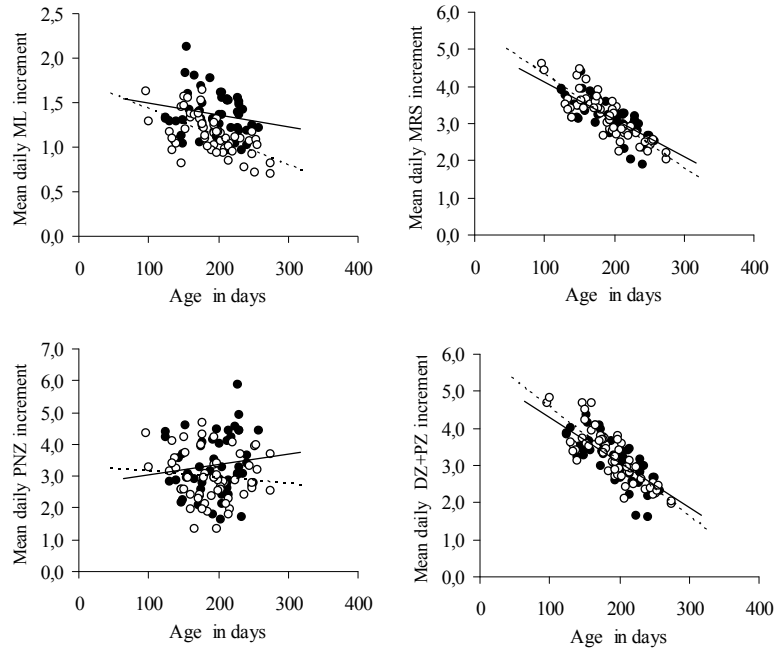 Mean daily ML increment
2,5
2,0
1,5
1,0
0,5
0,0
0 100 200 300 400
Age in days
Mean daily MRS increment
6,0
5,0
4,0
3,0
2,0
1,0
0,0
0 100 200 300 400
Age in days
Mean daily PNZ increment
7,0
6,0
5,0
4,0
3,0
2,0
1,0
0,0
0 100 200 300 400
Age in days
Mean daily DZ+PZ increment
6,0
5,0
4,0
3,0
2,0
1,0
0,0
0 100 200 300 400
Age in days